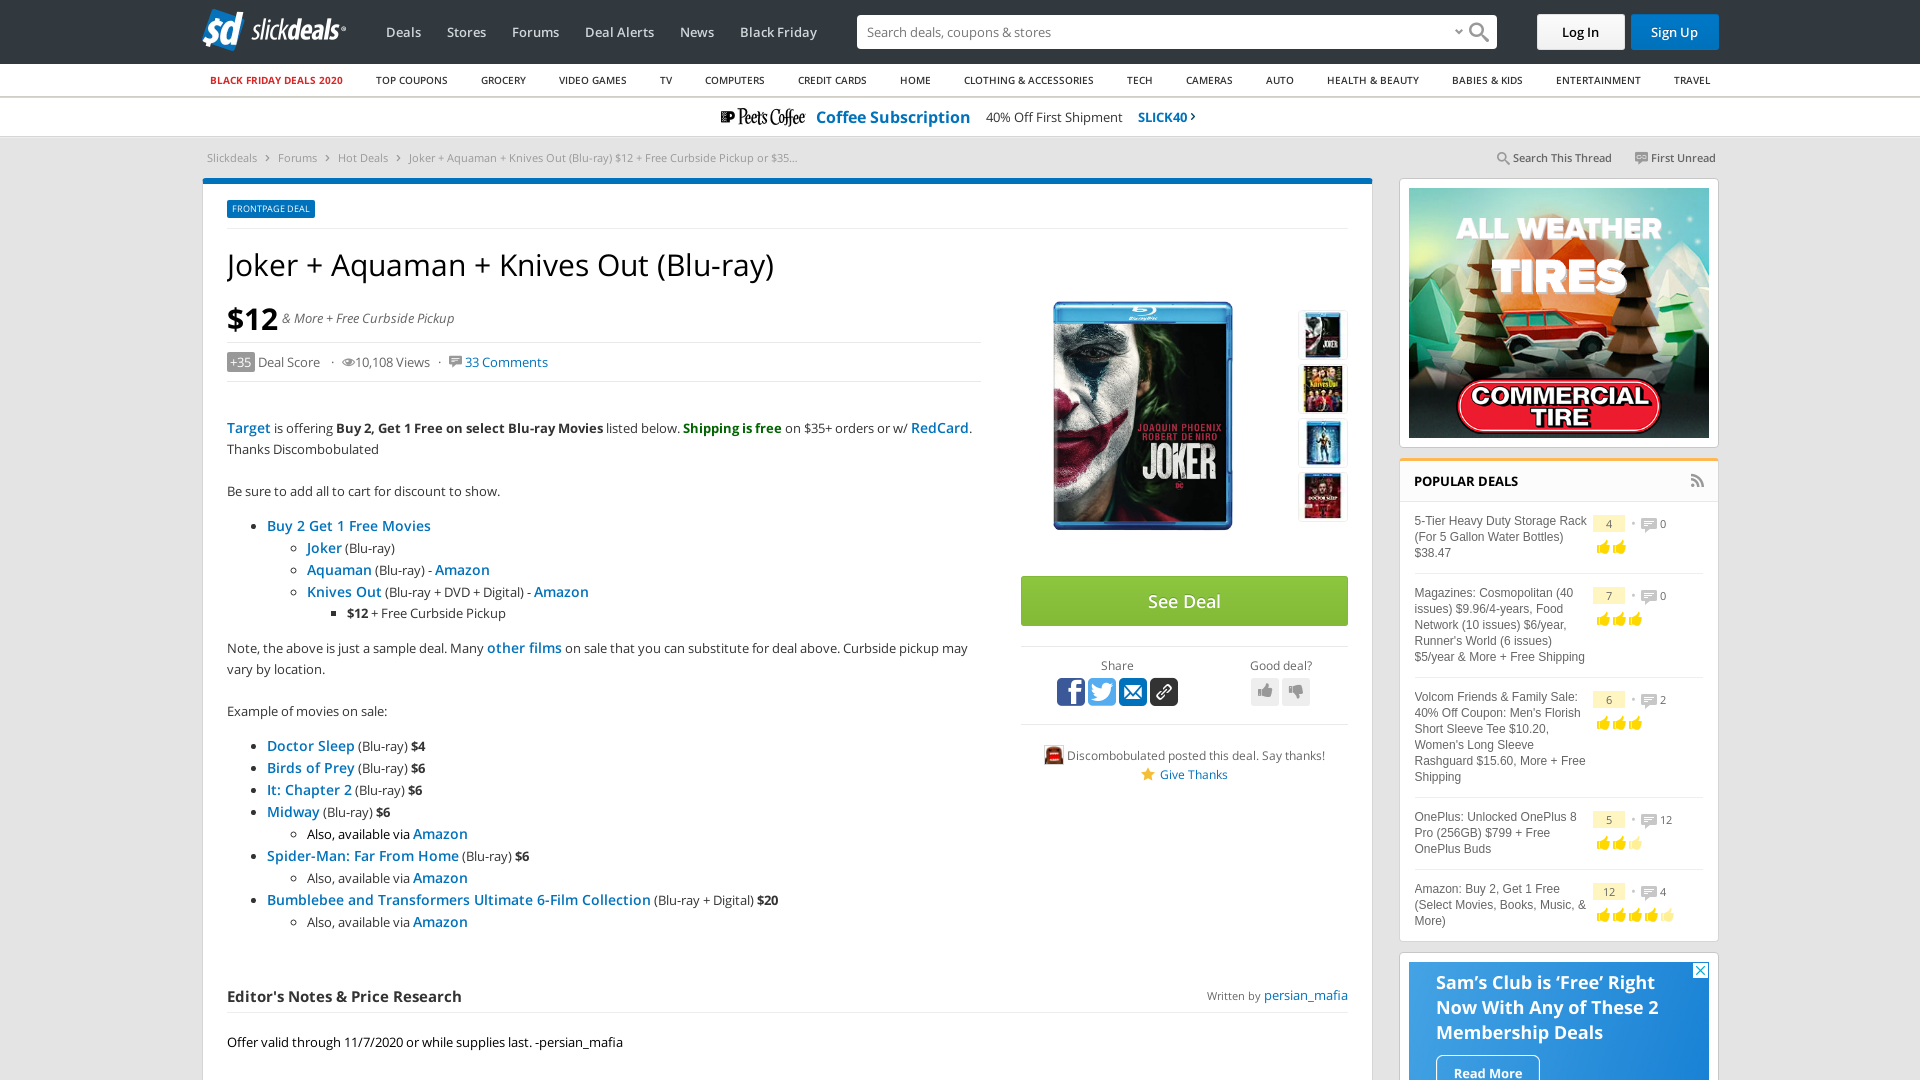 slickdeals
Deals
Stores
Forums
Deal Alerts
News
Black Friday
Search deals, coupons & stores
Log In
Sign Up
BLACK FRIDAY DEALS 2020
TOP COUPONS
GROCERY
VIDEO GAMES
TV
COMPUTERS
CREDIT CARDS
HOME
CLOTHING & ACCESSORIES
TECH
CAMERAS
AUTO
HEALTH & BEAUTY
BABIES & KIDS
ENTERTAINMENT
TRAVEL
Peet's Coffee Coffee Subscription 40% Off First Shipment SLICK40 ›
Slickdeals › Forums › Hot Deals › Joker + Aquaman + Knives Out (Blu-ray) $12 + Free Curbside Pickup or $35...
Search This Thread
First Unread
FRONTPAGE DEAL
Joker + Aquaman + Knives Out (Blu-ray)
$12 & More + Free Curbside Pickup
+35 Deal Score · 10,108 Views · 33 Comments
Target is offering Buy 2, Get 1 Free on select Blu-ray Movies listed below. Shipping is free on $35+ orders or w/ RedCard.
Thanks Discombobulated
Be sure to add all to cart for discount to show.
Buy 2 Get 1 Free Movies
Joker (Blu-ray)
Aquaman (Blu-ray) - Amazon
Knives Out (Blu-ray + DVD + Digital) - Amazon
$12 + Free Curbside Pickup
Note, the above is just a sample deal. Many other films on sale that you can substitute for deal above. Curbside pickup may
vary by location.
Example of movies on sale:
Doctor Sleep (Blu-ray) $4
Birds of Prey (Blu-ray) $6
It: Chapter 2 (Blu-ray) $6
Midway (Blu-ray) $6
Also, available via Amazon
Spider-Man: Far From Home (Blu-ray) $6
Also, available via Amazon
Bumblebee and Transformers Ultimate 6-Film Collection (Blu-ray + Digital) $20
Also, available via Amazon
Editor's Notes & Price Research
Written by persian_mafia
Offer valid through 11/7/2020 or while supplies last. -persian_mafia
JOAQUIN PHOENIX
ROBERT DE NIRO
JOKER
See Deal
Share
Good deal?
Discombobulated posted this deal. Say thanks!
Give Thanks
ALL WEATHER
TIRES
COMMERCIAL
TIRE
POPULAR DEALS
5-Tier Heavy Duty Storage Rack
(For 5 Gallon Water Bottles)
$38.47
4 • 0
Magazines: Cosmopolitan (40
issues) $9.96/4-years, Food
Network (10 issues) $6/year,
Runner's World (6 issues)
$5/year & More + Free Shipping
7 • 0
Volcom Friends & Family Sale:
40% Off Coupon: Men's Florish
Short Sleeve Tee $10.20,
Women's Long Sleeve
Rashguard $15.60, More + Free
Shipping
6 • 2
OnePlus: Unlocked OnePlus 8
Pro (256GB) $799 + Free
OnePlus Buds
5 • 12
Amazon: Buy 2, Get 1 Free
(Select Movies, Books, Music, &
More)
12 • 4
Sam's Club is ‘Free’ Right
Now With Any of These 2
Membership Deals
Read More